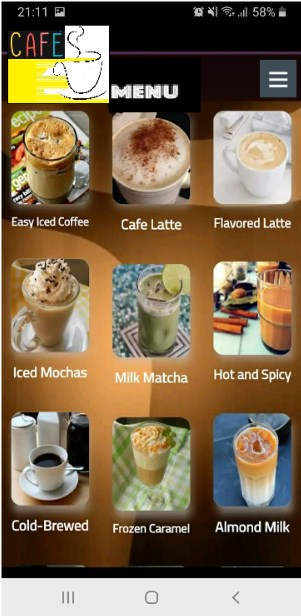 21:11
58%
CAFE
MENU
Easy Iced Coffee
Cafe Latte
Flavored Latte
Iced Mochas
Milk Matcha
Hot and Spicy
Cold-Brewed
Frozen Caramel
Almond Milk